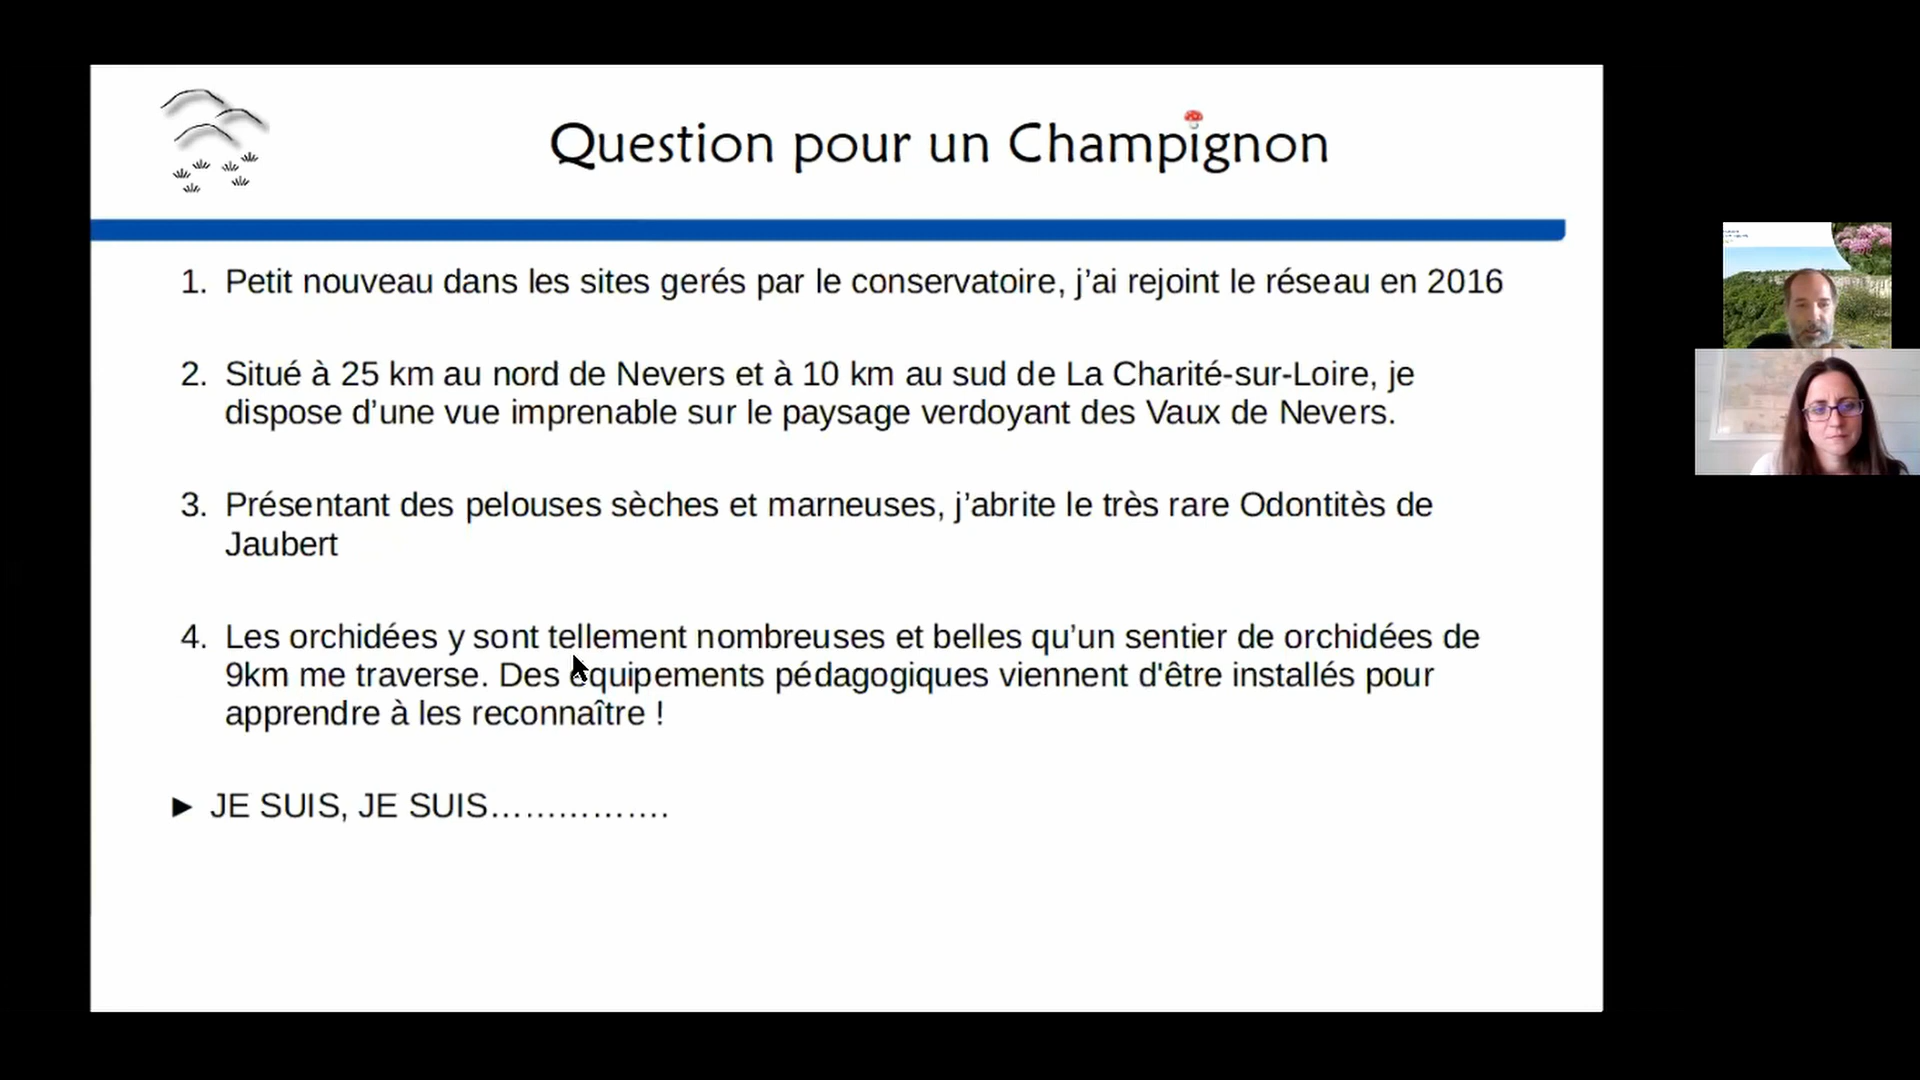 Question pour un Champignon
1. Petit nouveau dans les sites gerés par le conservatoire, j’ai rejoint le réseau en 2016
2. Situé à 25 km au nord de Nevers et à 10 km au sud de La Charité-sur-Loire, je
dispose d’une vue imprenable sur le paysage verdoyant des Vaux de Nevers.
3. Présentant des pelouses sèches et marneuses, j’abrite le très rare Odontitès de
Jaubert
4. Les orchidées y sont tellement nombreuses et belles qu’un sentier de orchidées de
9km me traverse. Des équipements pédagogiques viennent d'être installés pour
apprendre à les reconnaître !
► JE SUIS, JE SUIS…………….